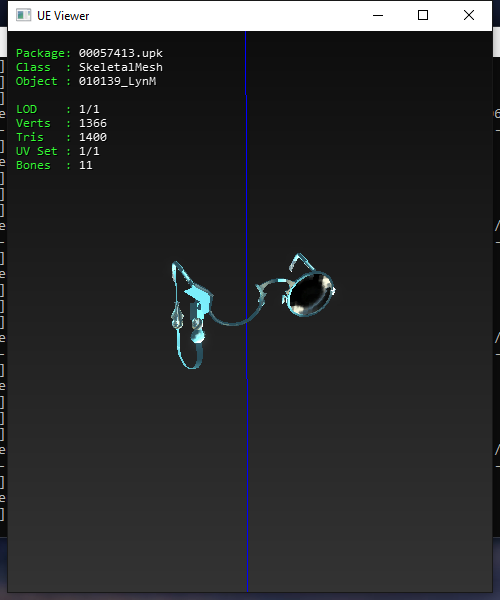 UE Viewer
Package: 00057413.upk
Class : SkeletalMesh
Object : 010139_LynM
LOD : 1/1
Verts : 1366
Tris : 1400
UV Set : 1/1
Bones : 11